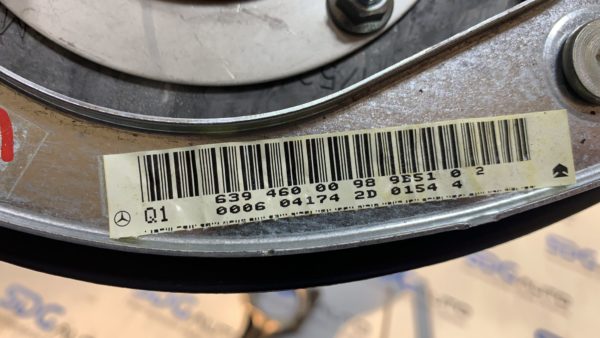 639 460 00 98 9E51 0 2
Q1 0006 04174 2D 0154 4